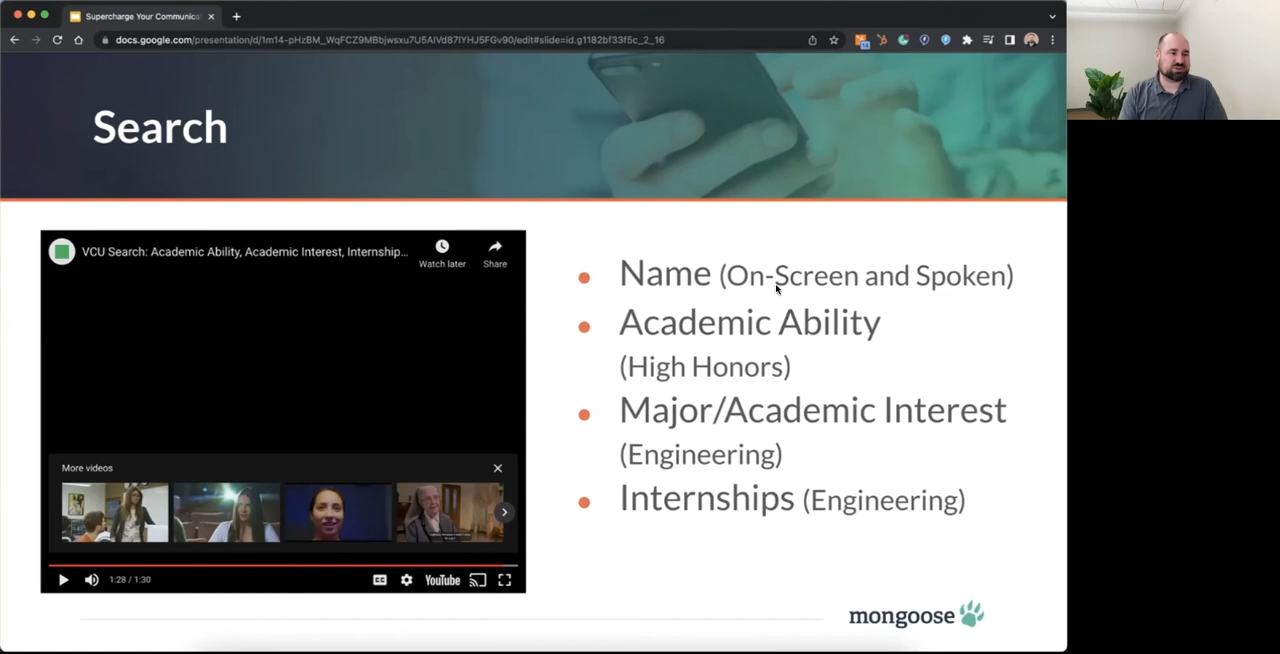 Supercharge Your Communica
docs.google.com/presentation/d/1m14-pHzBM_WqFCZ9MBbjwsxu7U5AlVd87lYHJ5FGv90/edit#slide=id.g1182bf33f5c_2_16
Search
VCU Search: Academic Ability, Academic Interest, Internship...
Watch later
Share
More videos
1:28 / 1:30
CC
YouTube
Name (On-Screen and Spoken)
Academic Ability
(High Honors)
Major/Academic Interest
(Engineering)
Internships (Engineering)
mongoose